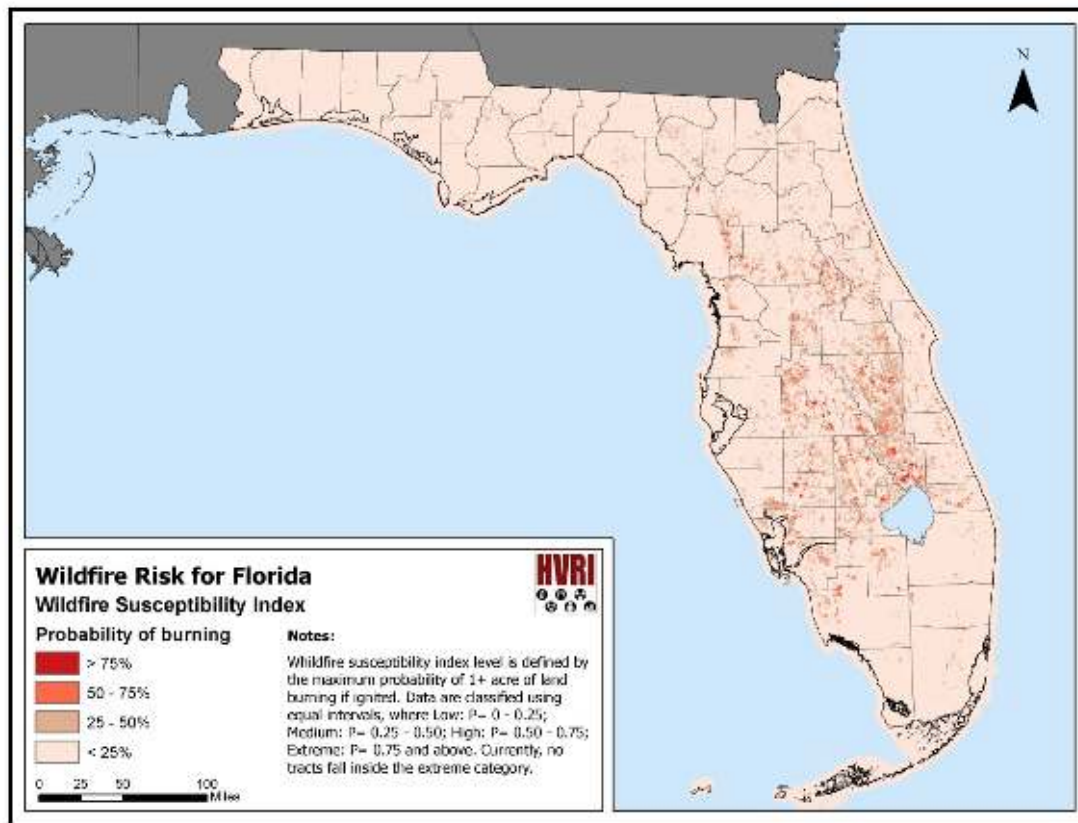 N
Wildfire Risk for Florida
Wildfire Susceptibility Index
HVRI
Probability of burning
> 75%
50 - 75%
25 - 50%
< 25%
0 25 50 100
Miles
Notes:
Whildfire susceptibility index level is defined by
the maximum probability of 1+ acre of land
burning if ignited. Data are classified using
equal intervals, where Low: P= 0 - 0.25;
Medium: P= 0.25 - 0.50; High: P= 0.50 - 0.75;
Extreme: P= 0.75 and above. Currently, no
tracts fall inside the extreme category.